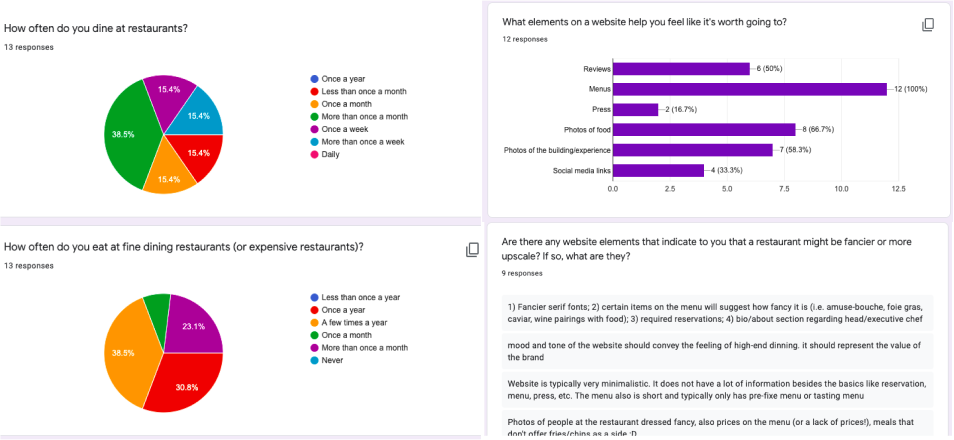 How often do you dine at restaurants?
13 responses
15.4%
15.4%
38.5%
15.4%
15.4%
Once a year
Less than once a month
Once a month
More than once a month
Once a week
More than once a week
Daily
What elements on a website help you feel like it's worth going to?
12 responses
Reviews
6 (50%)
Menus
12 (100%)
Press
2 (16.7%)
Photos of food
8 (66.7%)
Photos of the building/experience
7 (58.3%)
Social media links
4 (33.3%)
0.0 2.5 5.0 7.5 10.0 12.5
How often do you eat at fine dining restaurants (or expensive restaurants)?
13 responses
23.1%
38.5%
30.8%
Less than once a year
Once a year
A few times a year
Once a month
More than once a month
Never
Are there any website elements that indicate to you that a restaurant might be fancier or more
upscale? If so, what are they?
9 responses
1) Fancier serif fonts; 2) certain items on the menu will suggest how fancy it is (i.e. amuse-bouche, foie gras,
caviar, wine pairings with food); 3) required reservations; 4) bio/about section regarding head/executive chef
mood and tone of the website should convey the feeling of high-end dinning. it should represent the value of
the brand
Website is typically very minimalistic. It does not have a lot of information besides the basics like reservation,
menu, press, etc. The menu also is short and typically only has pre-fixe menu or tasting menu
Photos of people at the restaurant dressed fancy, also prices on the menu (or a lack of prices!), meals that
don't offer fries/chips as a side :D